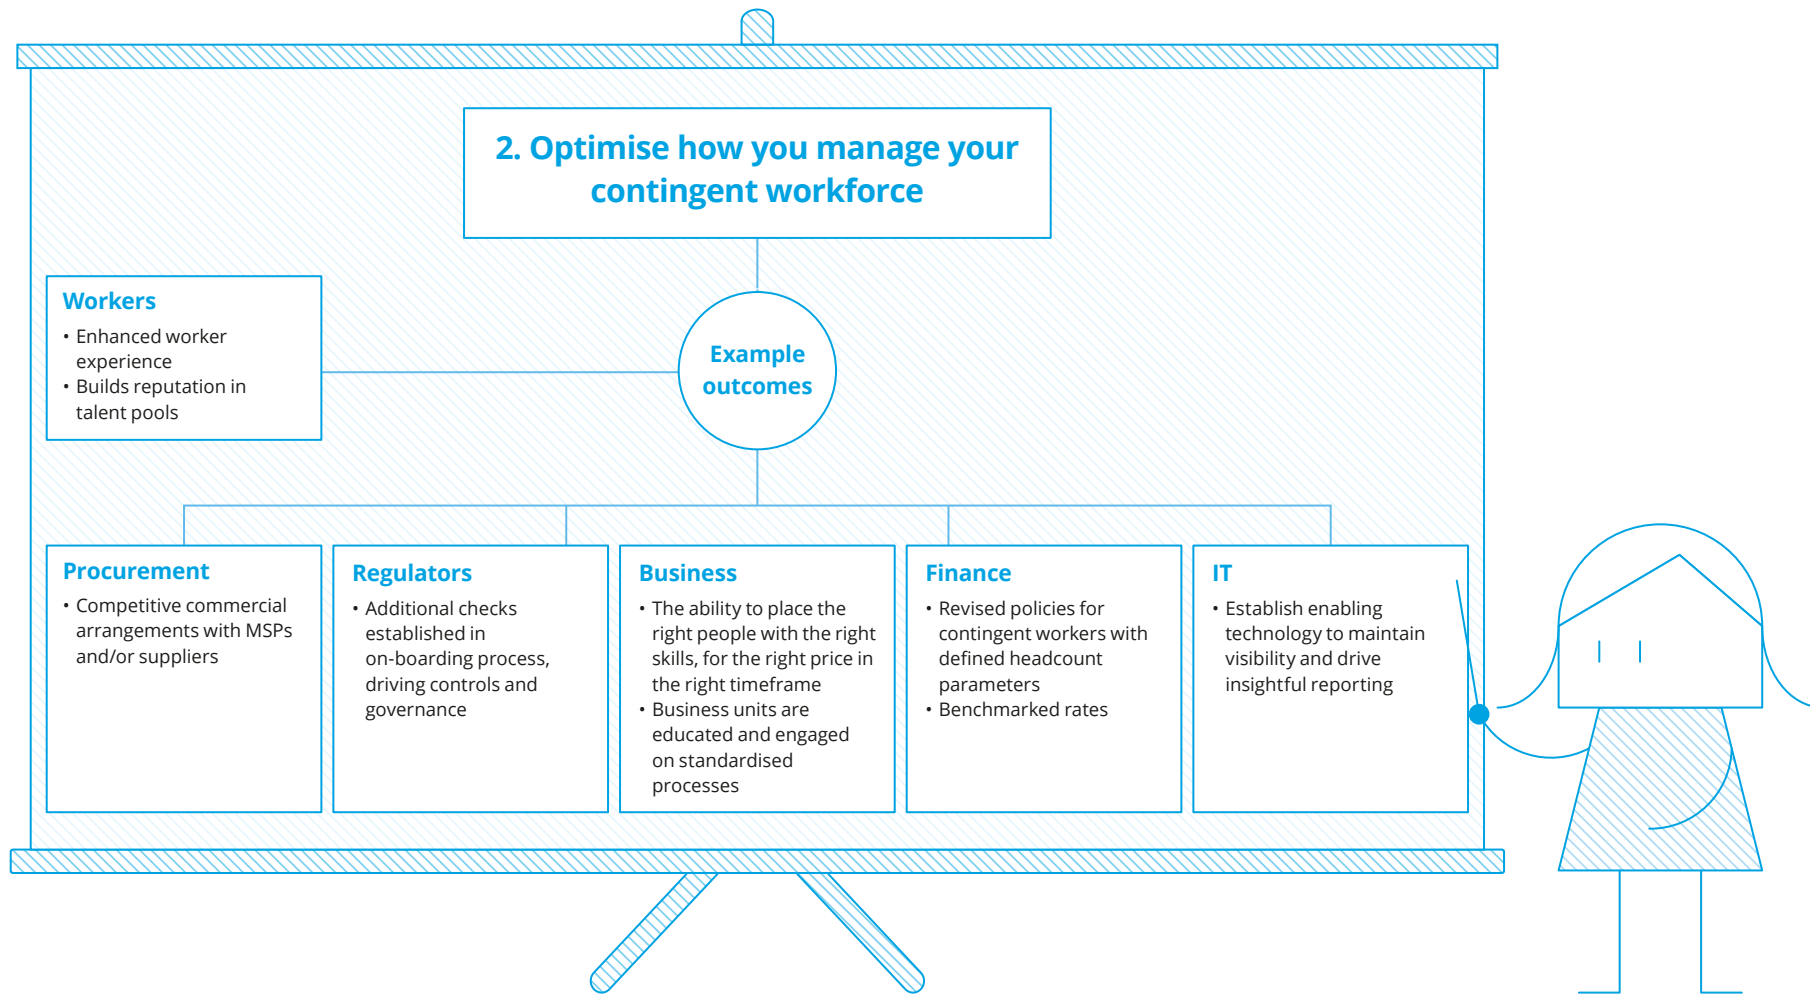 2. Optimise how you manage your
contingent workforce
Workers
• Enhanced worker
experience
• Builds reputation in
talent pools
Example
outcomes
Procurement
• Competitive commercial
arrangements with MSPs
and/or suppliers
Regulators
• Additional checks
established in
on-boarding process,
driving controls and
governance
Business
• The ability to place the
right people with the right
skills, for the right price in
the right timeframe
• Business units are
educated and engaged
on standardised
processes
Finance
• Revised policies for
contingent workers with
defined headcount
parameters
• Benchmarked rates
IT
• Establish enabling
technology to maintain
visibility and drive
insightful reporting